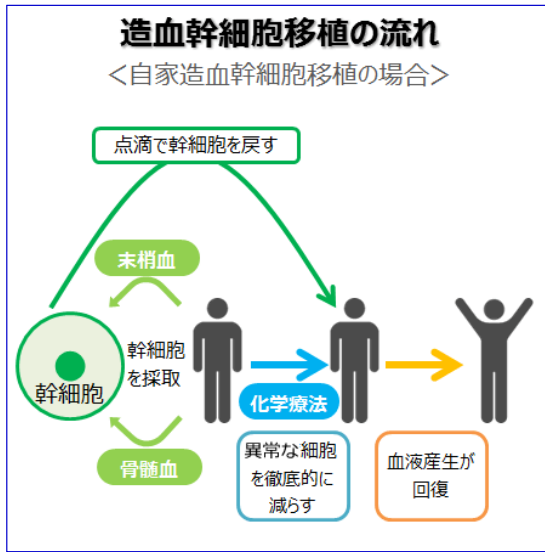 造血幹細胞移植の流れ
＜自家造血幹細胞移植の場合＞
点滴で幹細胞を戻す
末梢血
幹細胞
を採取
幹細胞
骨髄血
化学療法
異常な細胞
を徹底的に
減らす
血液産生が
回復